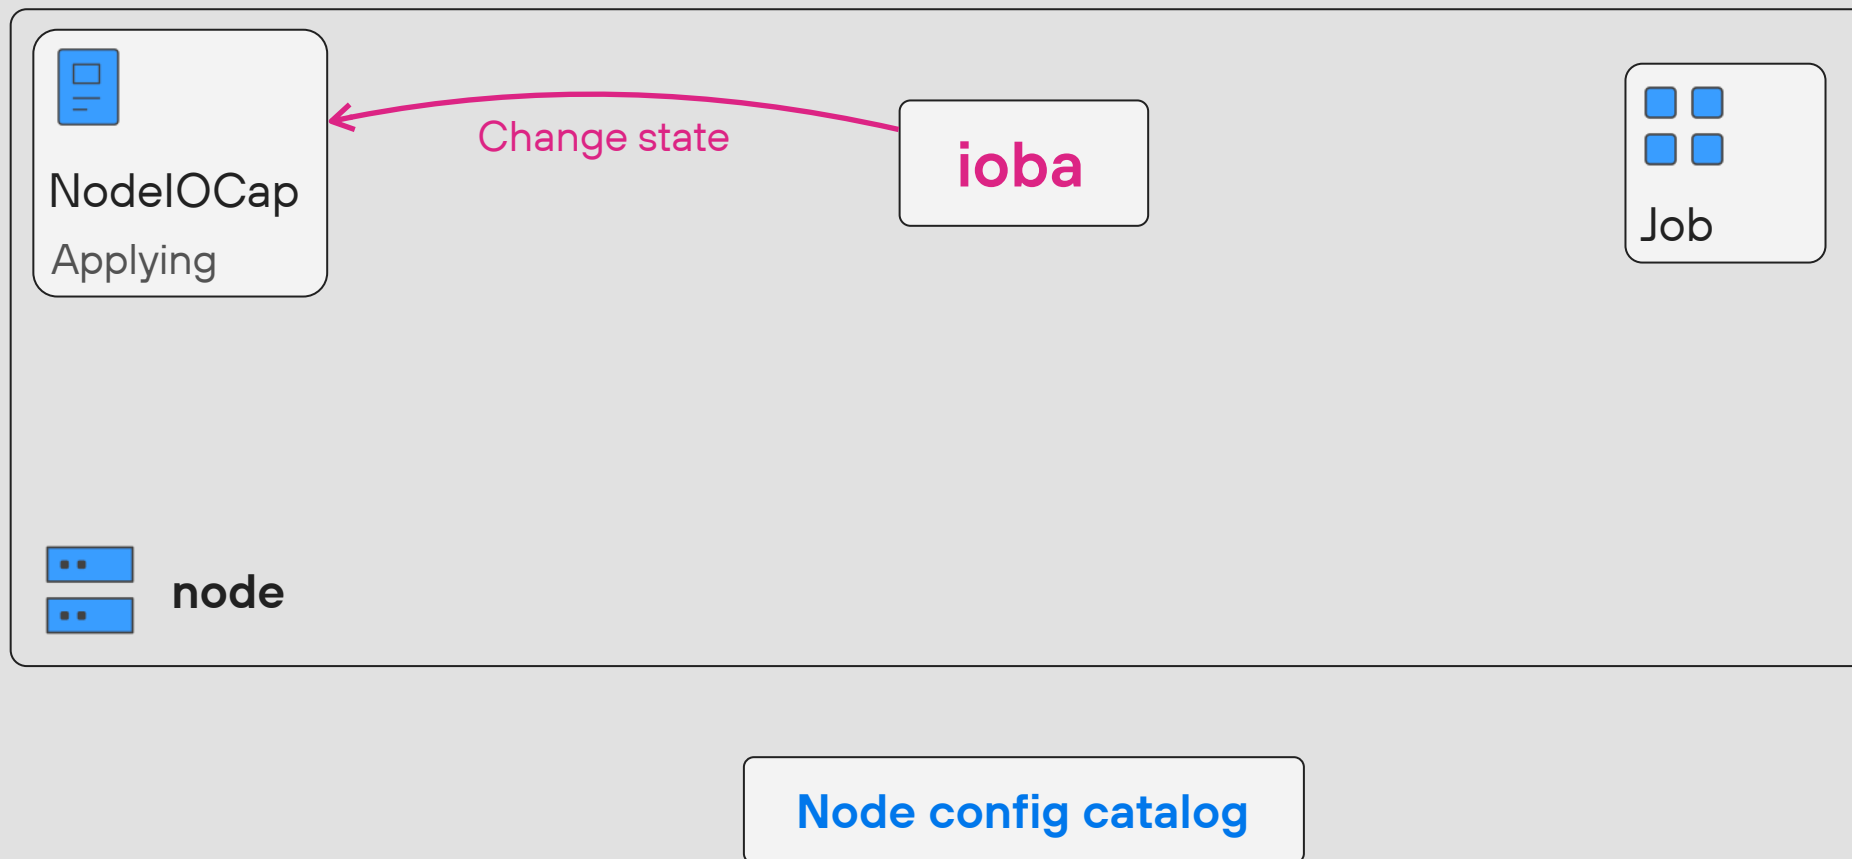 NodeIOCap
Applying
Change state
ioba
Job
node
Node config catalog